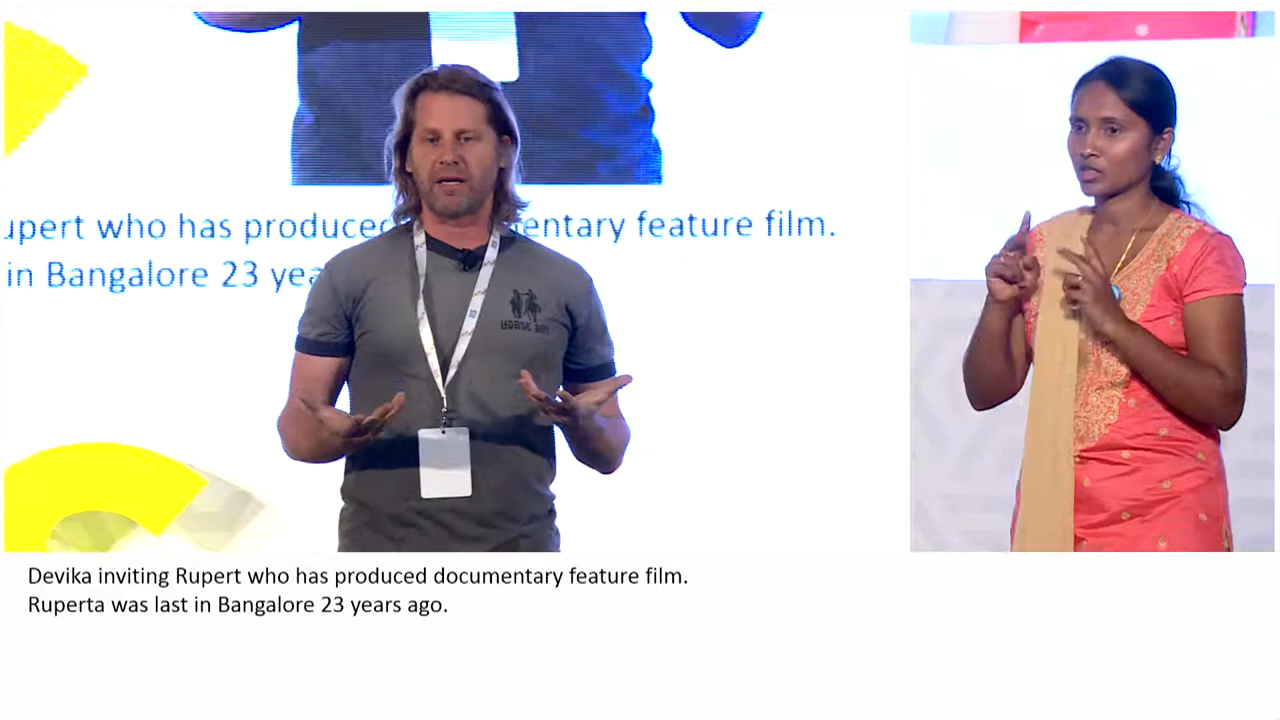 upert who has produced
entary feature film.
in Bangalore 23 yea
HORSE BOY
Devika inviting Rupert who has produced documentary feature film.
Ruperta was last in Bangalore 23 years ago.